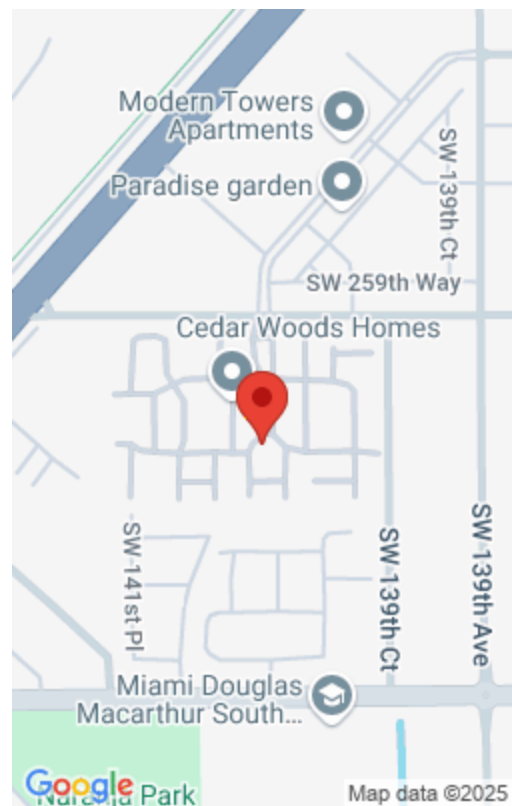 Modern Towers
Apartments
Paradise garden
SW 139th Ct
SW 259th Way
Cedar Woods Homes
SW 141st Pl
SW 139th Ct
SW 139th Ave
Miami Douglas
Macarthur South...
Google
Naranja Park
Map data ©2025